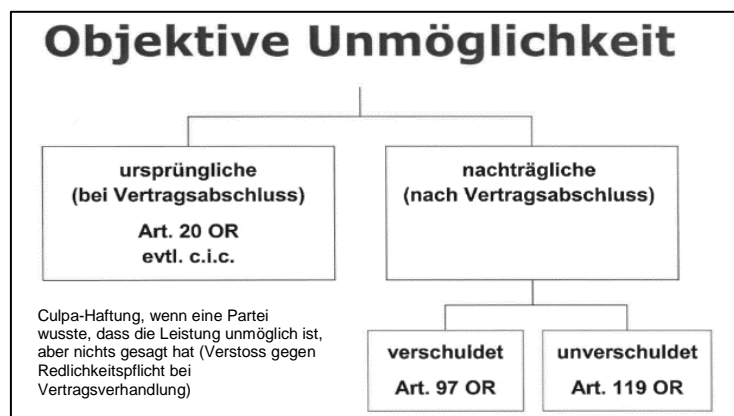 Objektive Unmöglichkeit
ursprüngliche
(bei Vertragsabschluss)
Art. 20 OR
evtl. c.i.c.
nachträgliche
(nach Vertragsabschluss)
Culpa-Haftung, wenn eine Partei
wusste, dass die Leistung unmöglich ist,
aber nichts gesagt hat (Verstoss gegen
Redlichkeitspflicht bei
Vertragsverhandlung)
verschuldet
Art. 97 OR
unverschuldet
Art. 119 OR